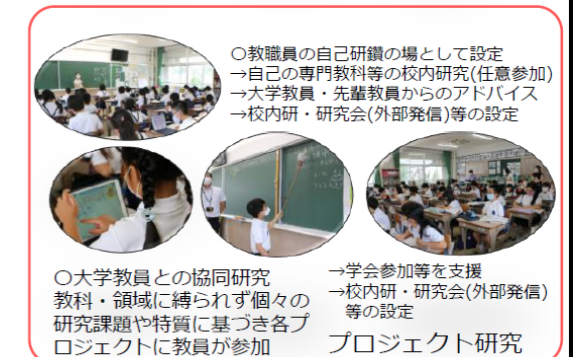 〇教職員の自己研鑽の場として設定
→自己の専門教科等の校内研究(任意参加)
→大学教員・先輩教員からのアドバイス
→校内研・研究会(外部発信)等の設定
〇大学教員との協同研究
教科・領域に縛られず個々の
研究課題や特質に基づき各プ
ロジェクトに教員が参加
→学会参加等を支援
→校内研・研究会(外部発信)
等の設定
プロジェクト研究